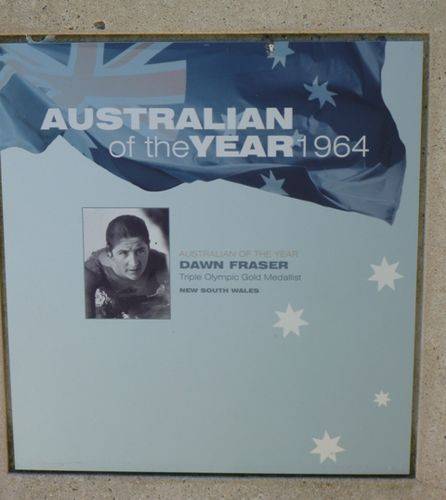 AUSTRALIAN
of the YEAR 1964
AUSTRALIAN OF THE YEAR
DAWN FRASER
Triple Olympic Gold Medallist
NEW SOUTH WALES